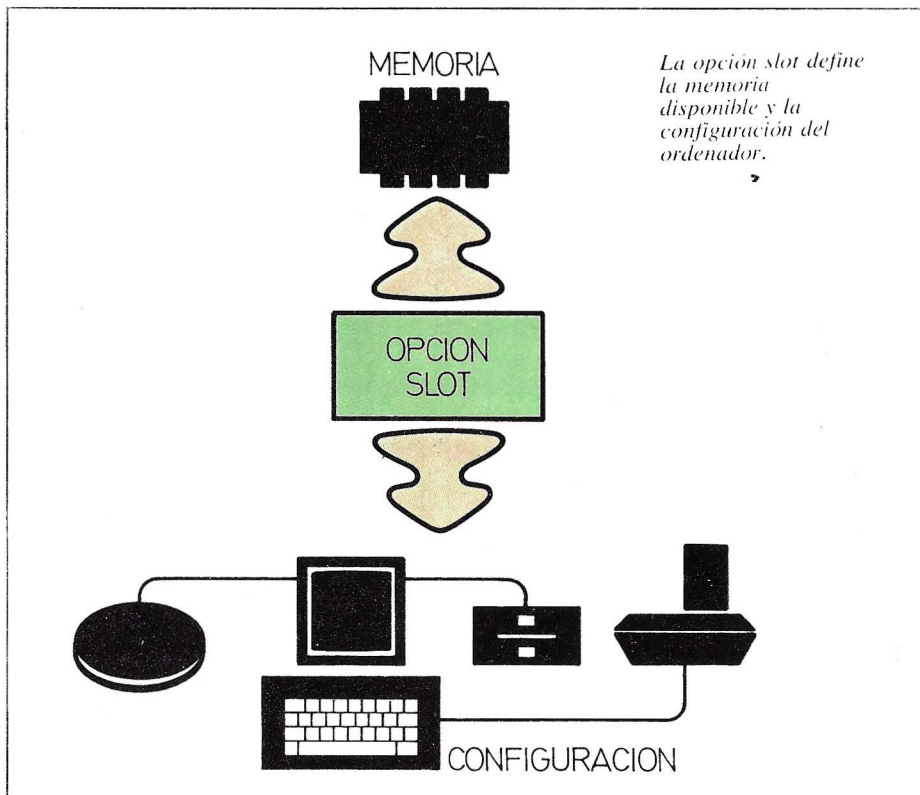 MEMORIA
La opción slot define
la memoria
disponible y la
configuración del
ordenador.
OPCION
SLOT
CONFIGURACION